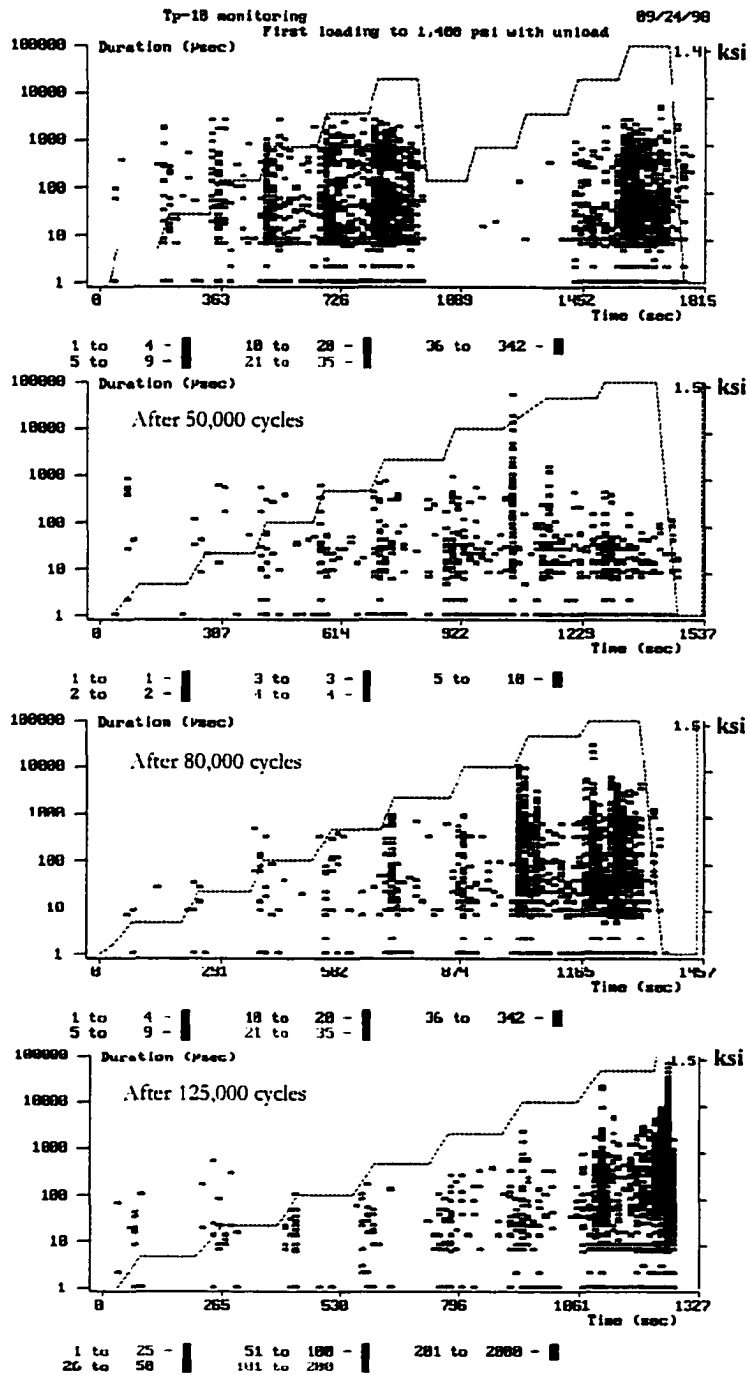 Tp-18 monitoring 09/24/98
First loading to 1,400 psi with unload
Duration (µsec)
1.4 ksi
100000
10000
1000
100
10
1
0 363 726 1089 1452 1815
Time (sec)
1 to 4 - 10 to 20 - 36 to 342 -
5 to 9 - 21 to 35 -
Duration (µsec)
1.5 ksi
After 50,000 cycles
100000
10000
1000
100
10
1
0 307 614 922 1229 1537
Time (sec)
1 to 1 - 3 to 3 - 5 to 10 -
2 to 2 - 4 to 4 -
Duration (µsec)
1.5 ksi
After 80,000 cycles
100000
10000
1000
100
10
1
0 291 582 874 1165 1457
Time (sec)
1 to 4 - 10 to 20 - 36 to 342 -
5 to 9 - 21 to 35 -
Duration (µsec)
1.5 ksi
After 125,000 cycles
100000
10000
1000
100
10
1
0 265 530 796 1061 1327
Time (sec)
1 to 25 - 51 to 100 - 201 to 2000 -
26 to 50 - 101 to 200 -